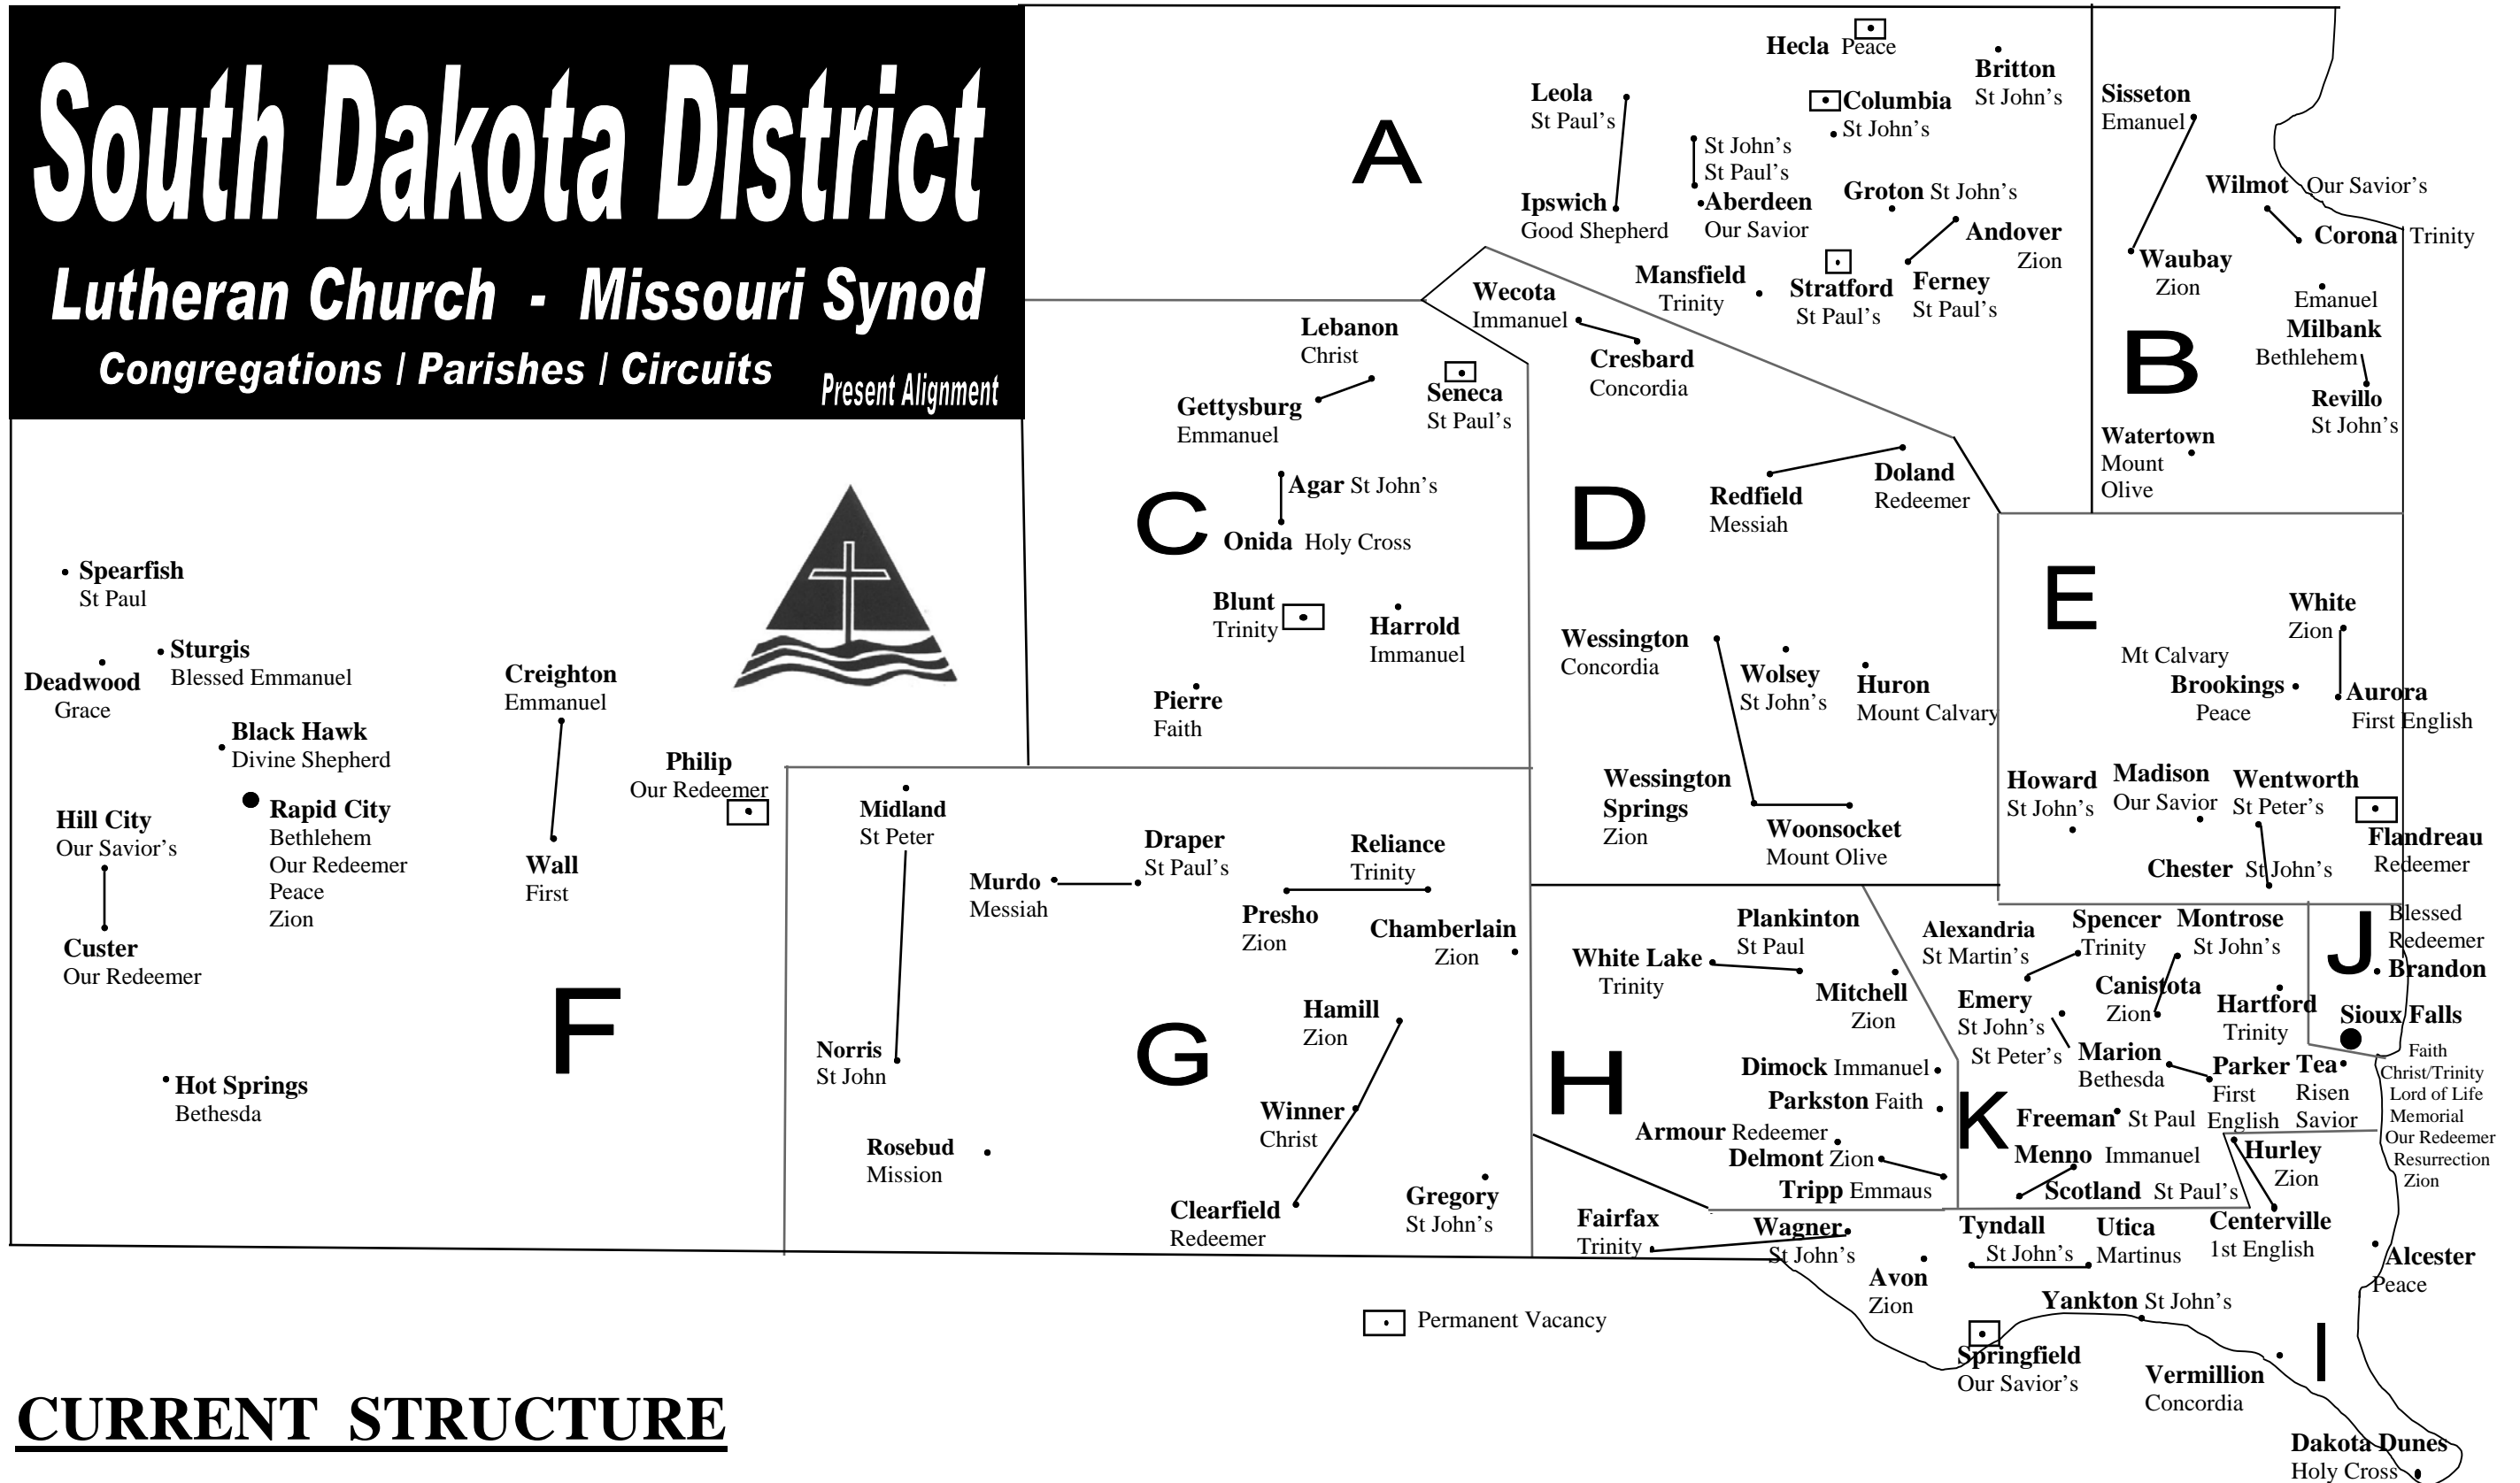 South Dakota District
Lutheran Church - Missouri Synod
Congregations / Parishes / Circuits
Present Alignment
A
Hecla Peace
Britton
St John's
Leola
St Paul's
Columbia
St John's
St John's
St Paul's
Aberdeen
Our Savior
Ipswich
Good Shepherd
Groton St John's
Andover
Zion
Mansfield
Trinity
Stratford
St Paul's
Ferney
St Paul's
Sisseton
Emanuel
Wilmot Our Savior's
Corona Trinity
Waubay
Zion
Emanuel
Milbank
Bethlehem
B
Revillo
St John's
Watertown
Mount
Olive
Lebanon
Christ
Gettysburg
Emmanuel
Seneca
St Paul's
Agar St John's
C
Onida Holy Cross
Blunt
Trinity
Harrold
Immanuel
Pierre
Faith
Wecota
Immanuel
Cresbard
Concordia
D
Redfield
Messiah
Doland
Redeemer
Wessington
Concordia
Wolsey
St John's
Huron
Mount Calvary
Wessington
Springs
Zion
Woonsocket
Mount Olive
E
White
Zion
Mt Calvary
Brookings
Peace
Aurora
First English
Howard
St John's
Madison
Our Savior
Wentworth
St Peter's
Chester St John's
Flandreau
Redeemer
Spearfish
St Paul
Sturgis
Blessed Emmanuel
Deadwood
Grace
Black Hawk
Divine Shepherd
Creighton
Emmanuel
Philip
Our Redeemer
Hill City
Our Savior's
Rapid City
Bethlehem
Our Redeemer
Peace
Zion
Wall
First
Custer
Our Redeemer
F
Hot Springs
Bethesda
Midland
St Peter
Murdo
Messiah
Draper
St Paul's
Reliance
Trinity
Presho
Zion
Chamberlain
Zion
Hamill
Zion
G
Norris
St John
Winner
Christ
Rosebud
Mission
Clearfield
Redeemer
Gregory
St John's
Plankinton
St Paul
White Lake
Trinity
Mitchell
Zion
H
Dimock Immanuel
Parkston Faith
Armour Redeemer
Delmont Zion
Tripp Emmaus
Alexandria
St Martin's
Spencer
Trinity
Montrose
St John's
Canistota
Zion
Emery
St John's
St Peter's
Hartford
Trinity
Marion
Bethesda
Parker
First
English
Tea
Risen
Savior
K
Freeman St Paul
Menno Immanuel
Scotland St Paul's
J
Blessed
Redeemer
Brandon
Sioux Falls
Faith
Christ/Trinity
Lord of Life
Memorial
Our Redeemer
Resurrection
Zion
Hurley
Zion
Centerville
1st English
Fairfax
Trinity
Wagner
St John's
Avon
Zion
Tyndall
St John's
Utica
Martinus
Alcester
Peace
Yankton St John's
Springfield
Our Savior's
Vermillion
Concordia
I
Dakota Dunes
Holy Cross
Permanent Vacancy
CURRENT STRUCTURE